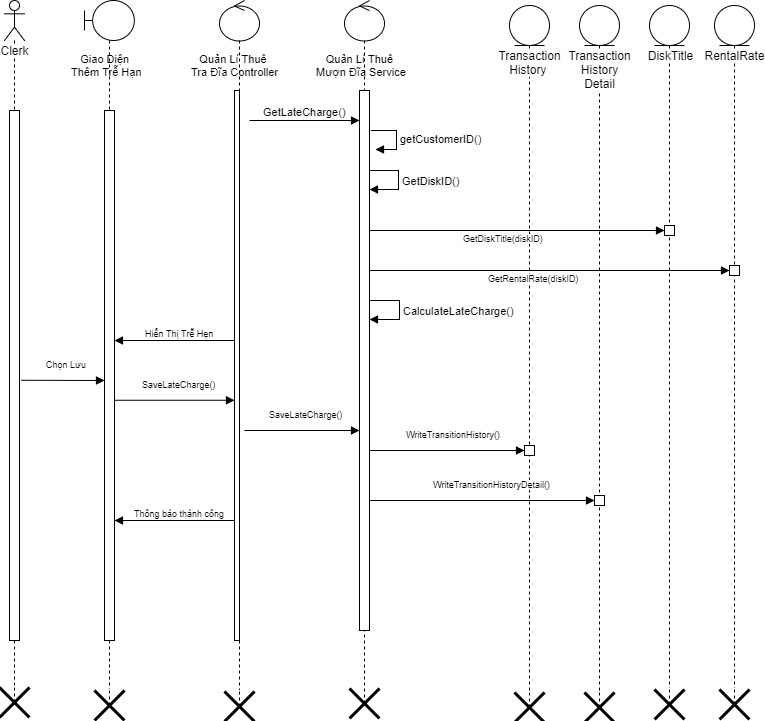 Clerk
Giao Diện
Thêm Trễ Hạn
Quản Lí Thuê
Tra Đĩa Controller
Quản Lí Thuê
Mượn Đĩa Service
Transaction
History
Transaction
History
Detail
DiskTitle
RentalRate
GetLateCharge()
getCustomerID()
GetDiskID()
GetDiskTitle(diskID)
GetRentalRate(diskID)
CalculateLateCharge()
Hiển Thị Trễ Hẹn
Chọn Lưu
SaveLateCharge()
SaveLateCharge()
WriteTransitionHistory()
WriteTransitionHistoryDetail()
Thông báo thành công